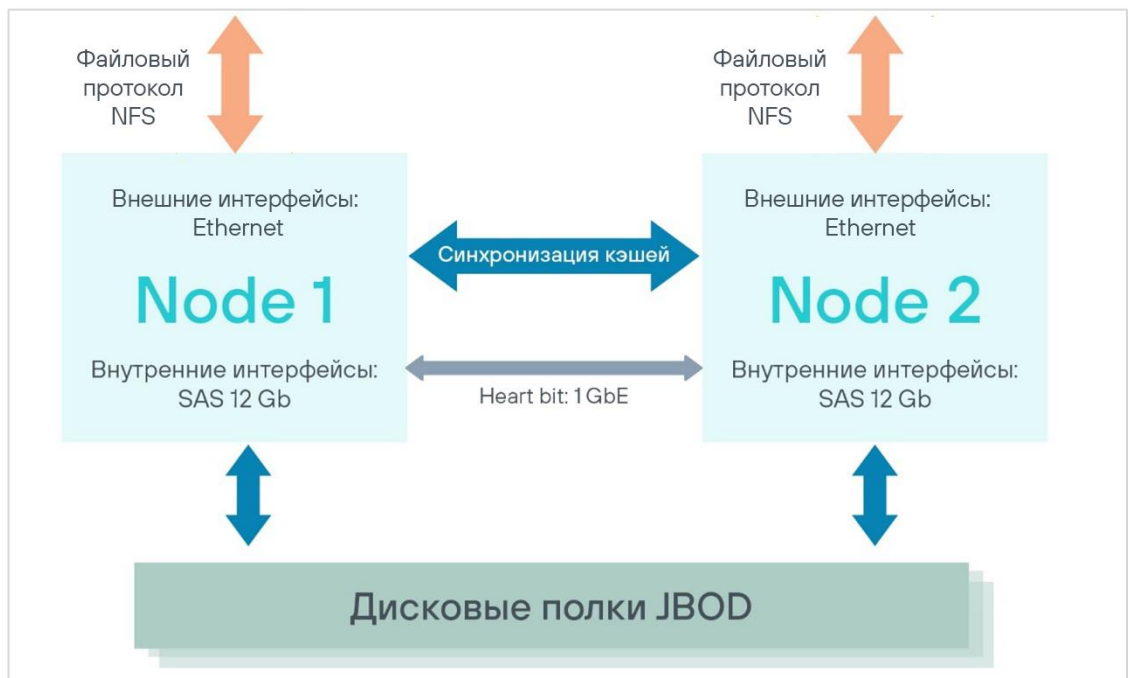 Файловый
протокол
NFS
Файловый
протокол
NFS
Внешние интерфейсы:
Ethernet
Node 1
Внутренние интерфейсы:
SAS 12 Gb
Синхронизация кэшей
Heart bit: 1 GbE
Внешние интерфейсы:
Ethernet
Node 2
Внутренние интерфейсы:
SAS 12 Gb
Дисковые полки JBOD